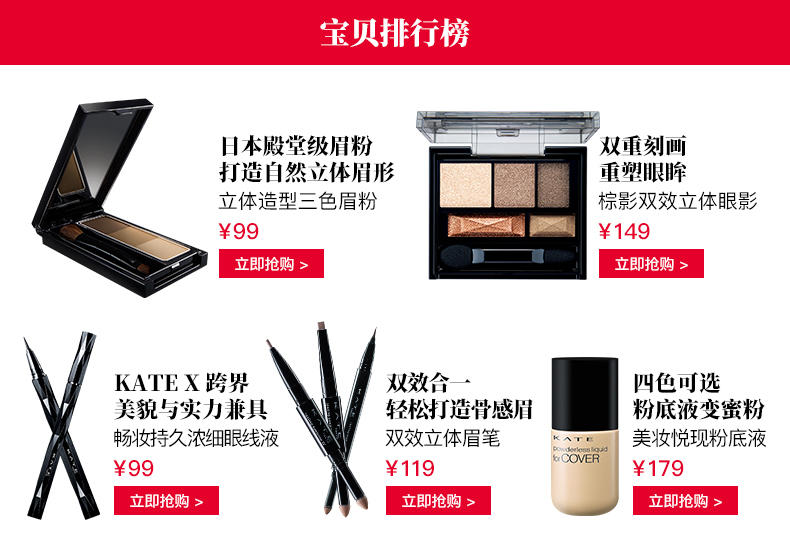 宝贝排行榜
日本殿堂级眉粉
打造自然立体眉形
立体造型三色眉粉
¥99
立即抢购 >
双重刻画
重塑眼眸
棕影双效立体眼影
¥149
立即抢购 >
KATE X 跨界
美貌与实力兼具
畅妆持久浓细眼线液
¥99
立即抢购 >
双效合一
轻松打造骨感眉
双效立体眉笔
¥119
立即抢购 >
KATE
powderless liquid
for COVER
四色可选
粉底液变蜜粉
美妆悦现粉底液
¥179
立即抢购 >